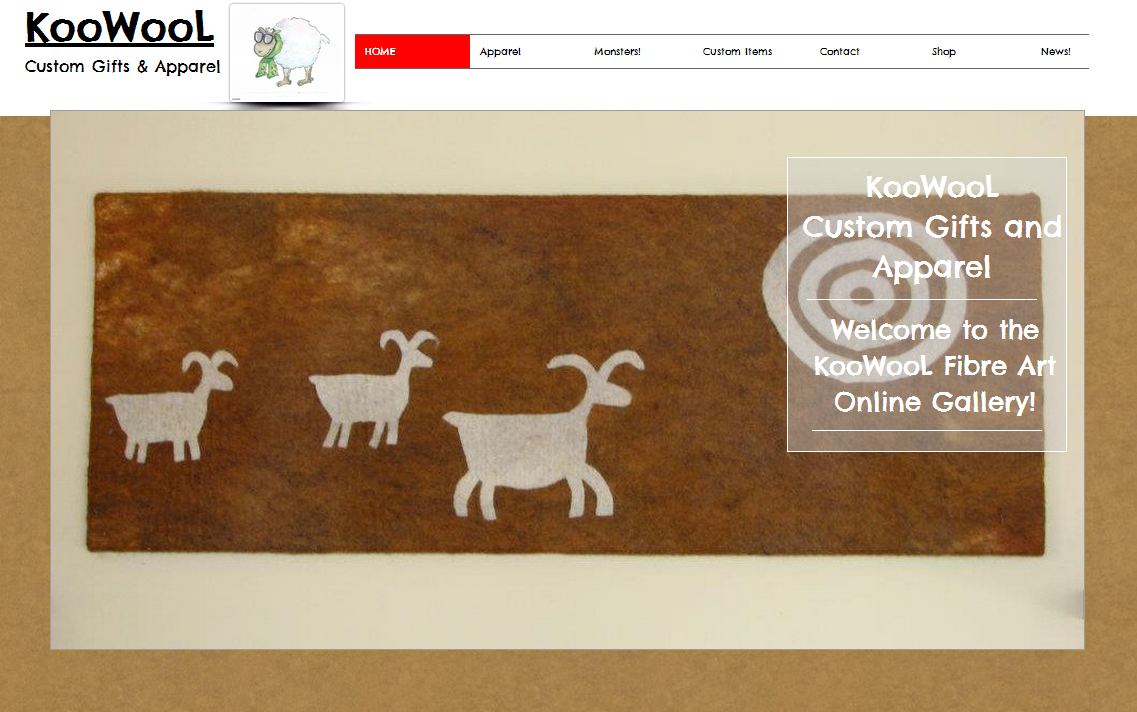 KooWooL
Custom Gifts & Apparel
HOME
Apparel
Monsters!
Custom Items
Contact
Shop
News!
KooWooL
Custom Gifts and
Apparel
Welcome to the
KooWooL Fibre Art
Online Gallery!